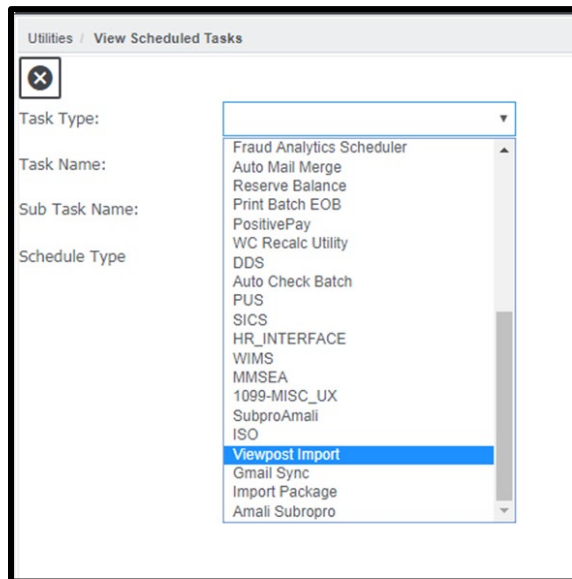 Utilities / View Scheduled Tasks
Task Type:
Fraud Analytics Scheduler
Auto Mail Merge
Task Name:
Reserve Balance
Print Batch EOB
Sub Task Name:
PositivePay
WC Recalc Utility
Schedule Type
DDS
Auto Check Batch
PUS
SICS
HR_INTERFACE
WIMS
MMSEA
1099-MISC_UX
SubproAmali
ISO
Viewpost Import
Gmail Sync
Import Package
Amali Subropro